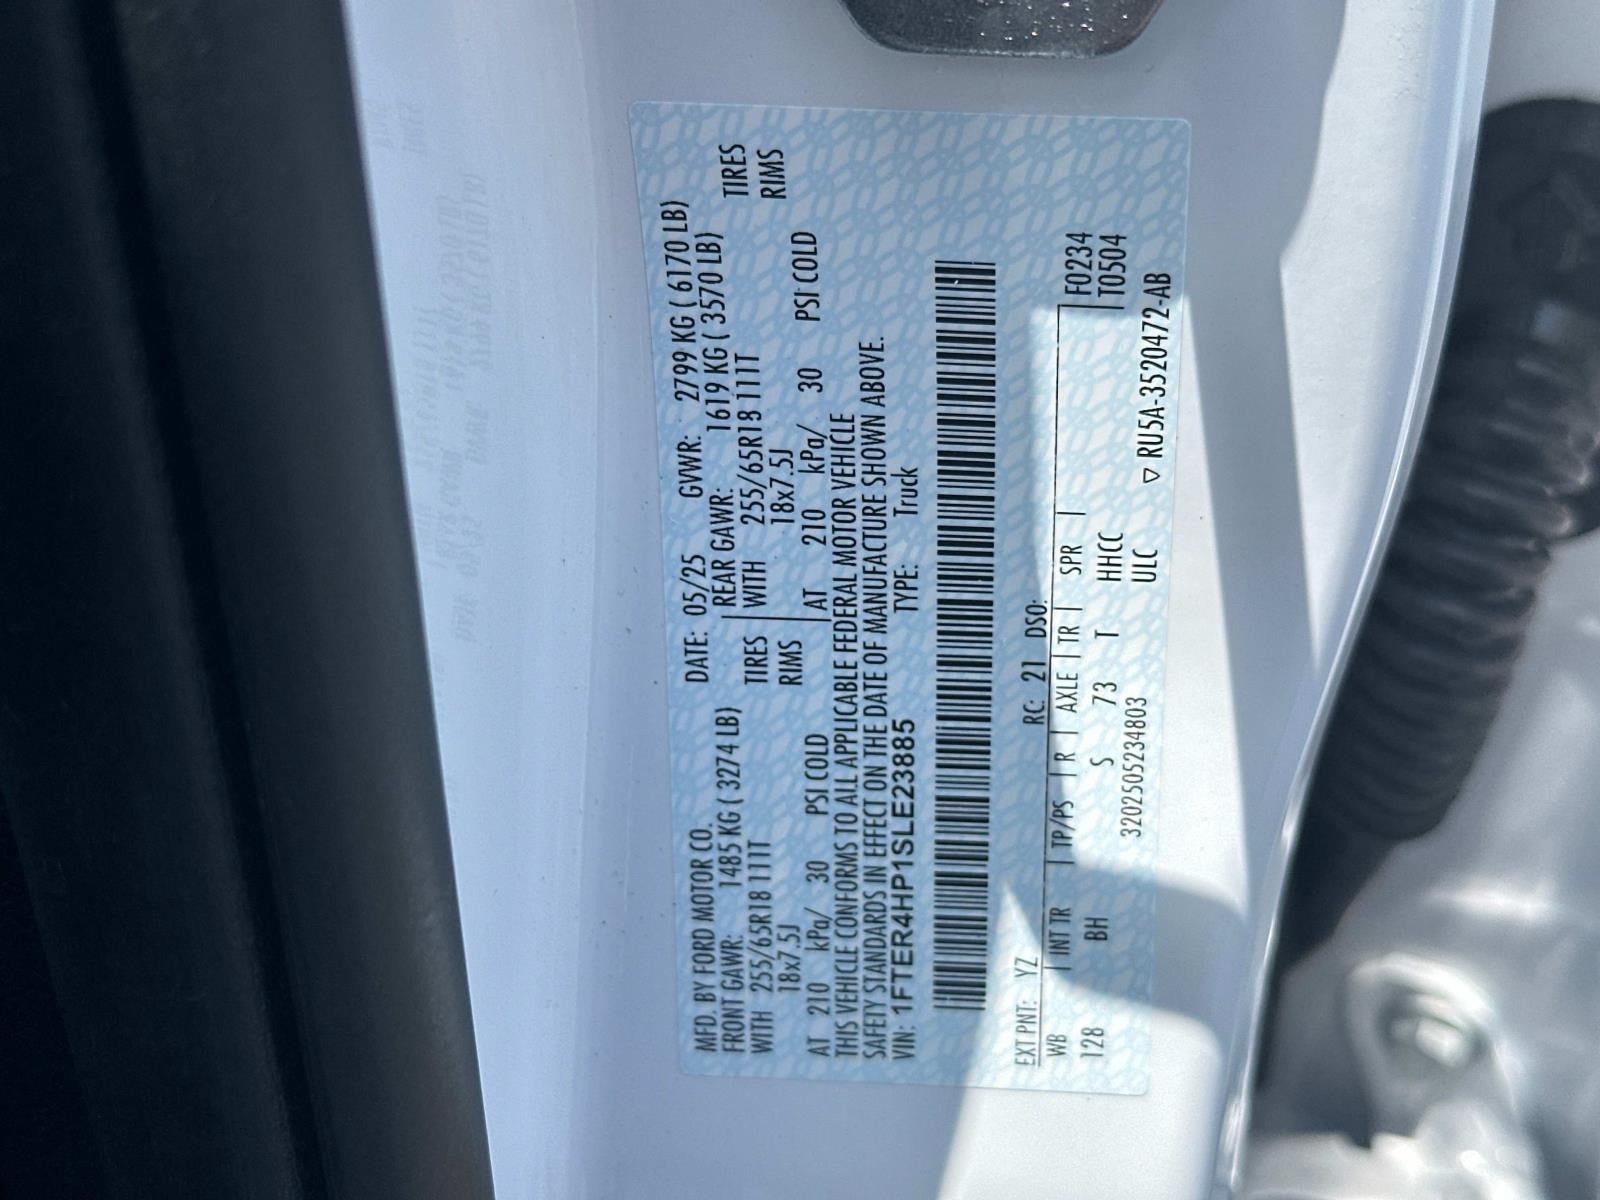 MFD. BY FORD MOTOR CO.
DATE: 05/25 GVWR: 2799 KG ( 6170 LB)
FRONT GAWR: 1485 KG ( 3274 LB) REAR GAWR: 1619 KG ( 3570 LB)
WITH 255/65R18 111T TIRES WITH 255/65R18 111T TIRES
18x7.5J RIMS 18x7.5J RIMS
AT 210 kPa/ 30 PSI COLD AT 210 kPa/ 30 PSI COLD
THIS VEHICLE CONFORMS TO ALL APPLICABLE FEDERAL MOTOR VEHICLE
SAFETY STANDARDS IN EFFECT ON THE DATE OF MANUFACTURE SHOWN ABOVE.
VIN: 1FTER4HP1SLE23885 TYPE: Truck
EXT PNT: YZ RC: 21 DSO:
WB | INT TR | TP/PS | R | AXLE | TR | SPR | F0234
128 BH S 73 T HHCC T0504
3202505234803 ULC ▽ RU5A-3520472-AB